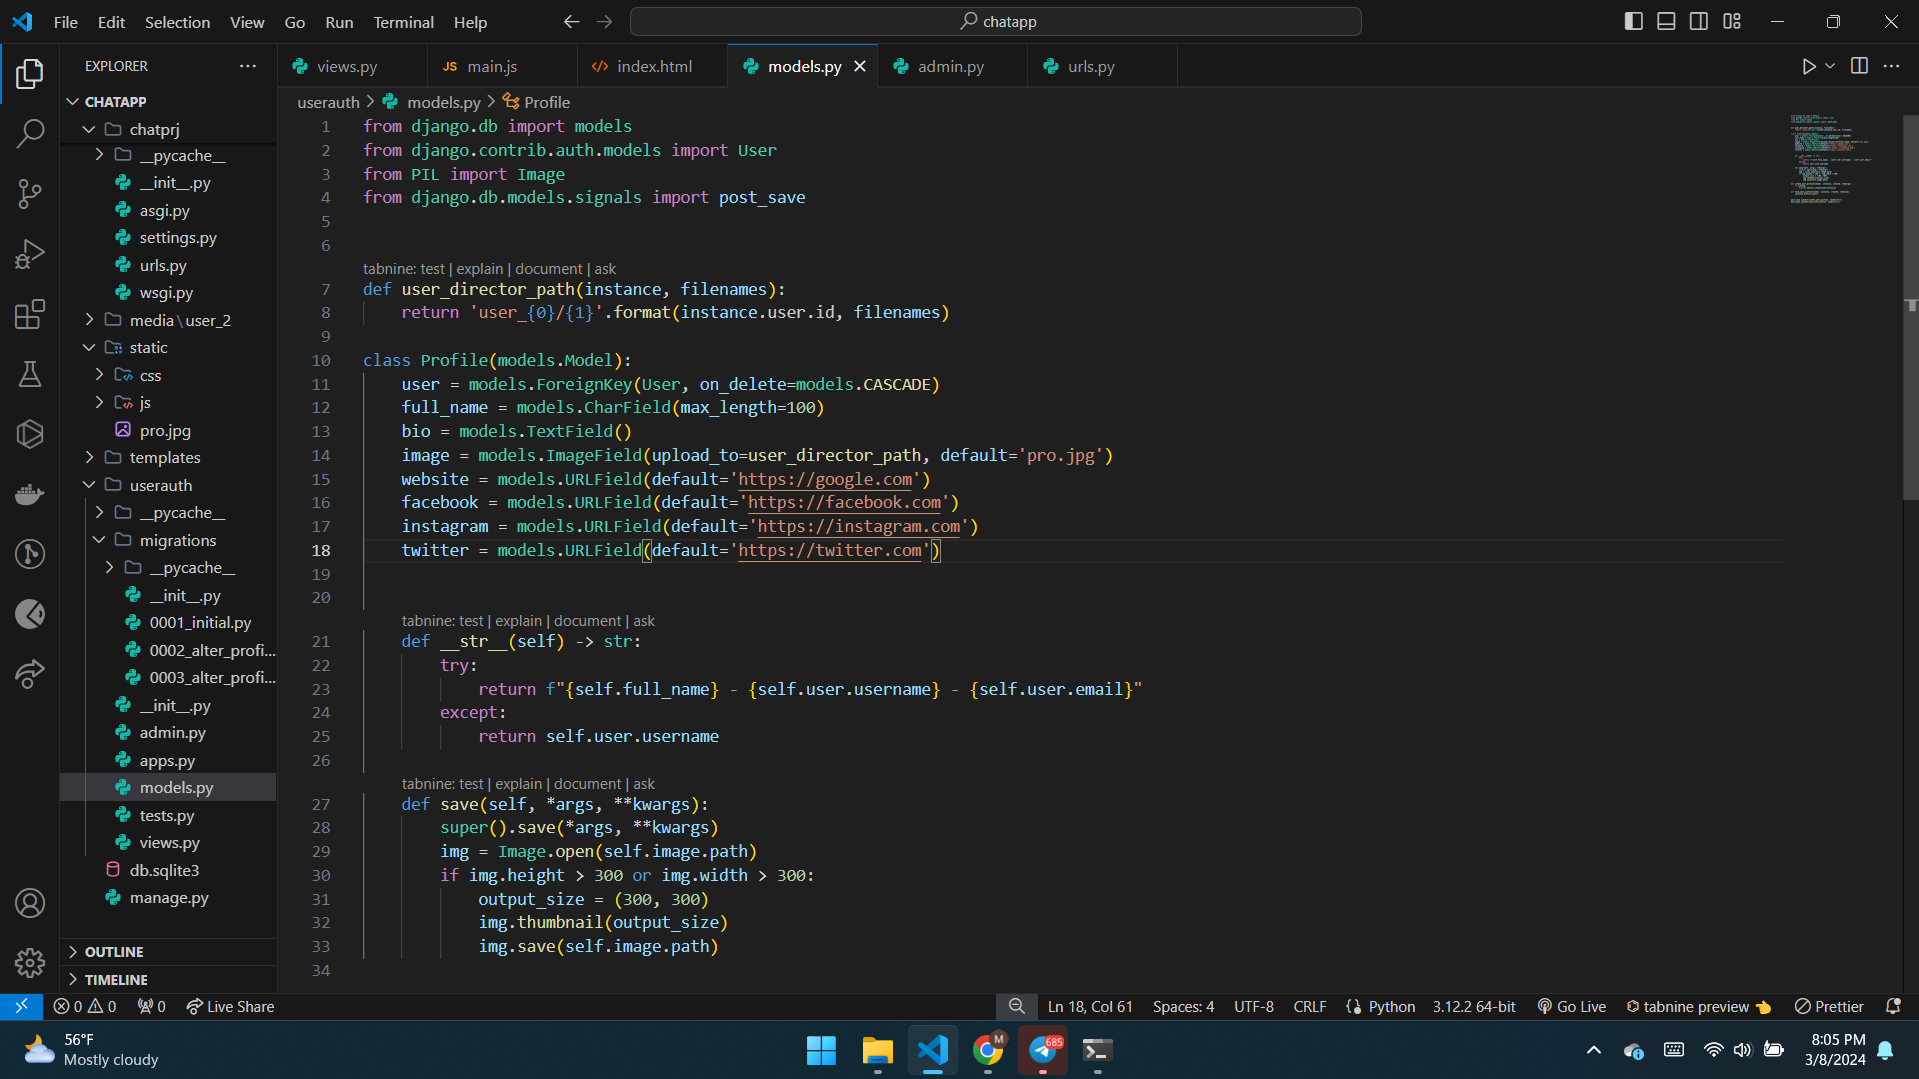 File Edit Selection View Go Run Terminal Help
chatapp
EXPLORER
CHATAPP
chatprj
__pycache__
__init__.py
asgi.py
settings.py
urls.py
wsgi.py
media\user_2
static
css
js
pro.jpg
templates
userauth
__pycache__
migrations
__pycache__
__init__.py
0001_initial.py
0002_alter_profi...
0003_alter_profi...
__init__.py
admin.py
apps.py
models.py
tests.py
views.py
db.sqlite3
manage.py
OUTLINE
TIMELINE
views.py JS main.js index.html models.py admin.py urls.py
userauth > models.py > Profile
1 from django.db import models
2 from django.contrib.auth.models import User
3 from PIL import Image
4 from django.db.models.signals import post_save
5
6
tabnine: test | explain | document | ask
7 def user_director_path(instance, filenames):
8 return 'user_{0}/{1}'.format(instance.user.id, filenames)
9
10 class Profile(models.Model):
11 user = models.ForeignKey(User, on_delete=models.CASCADE)
12 full_name = models.CharField(max_length=100)
13 bio = models.TextField()
14 image = models.ImageField(upload_to=user_director_path, default='pro.jpg')
15 website = models.URLField(default='https://google.com')
16 facebook = models.URLField(default='https://facebook.com')
17 instagram = models.URLField(default='https://instagram.com')
18 twitter = models.URLField(default='https://twitter.com')
19
20
tabnine: test | explain | document | ask
21 def __str__(self) -> str:
22 try:
23 return f"{self.full_name} - {self.user.username} - {self.user.email}"
24 except:
25 return self.user.username
26
tabnine: test | explain | document | ask
27 def save(self, *args, **kwargs):
28 super().save(*args, **kwargs)
29 img = Image.open(self.image.path)
30 if img.height > 300 or img.width > 300:
31 output_size = (300, 300)
32 img.thumbnail(output_size)
33 img.save(self.image.path)
34
0 0 0 Live Share
Ln 18, Col 61 Spaces: 4 UTF-8 CRLF Python 3.12.2 64-bit Go Live tabnine preview Prettier
56°F
Mostly cloudy
M
685
8:05 PM
3/8/2024